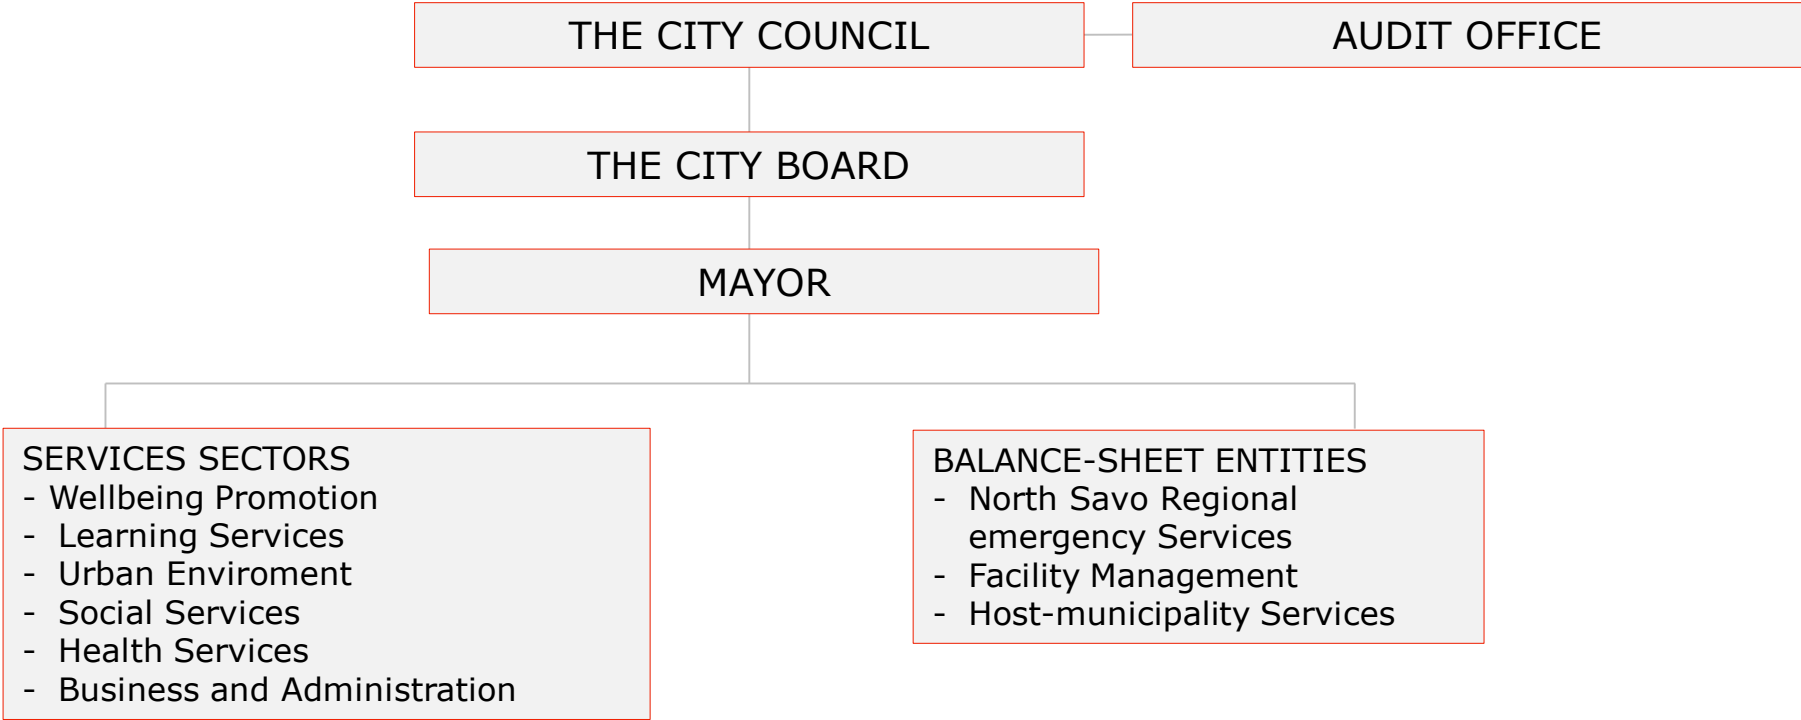 THE CITY COUNCIL
AUDIT OFFICE
THE CITY BOARD
MAYOR
SERVICES SECTORS
- Wellbeing Promotion
- Learning Services
- Urban Enviroment
- Social Services
- Health Services
- Business and Administration
BALANCE-SHEET ENTITIES
- North Savo Regional
emergency Services
- Facility Management
- Host-municipality Services